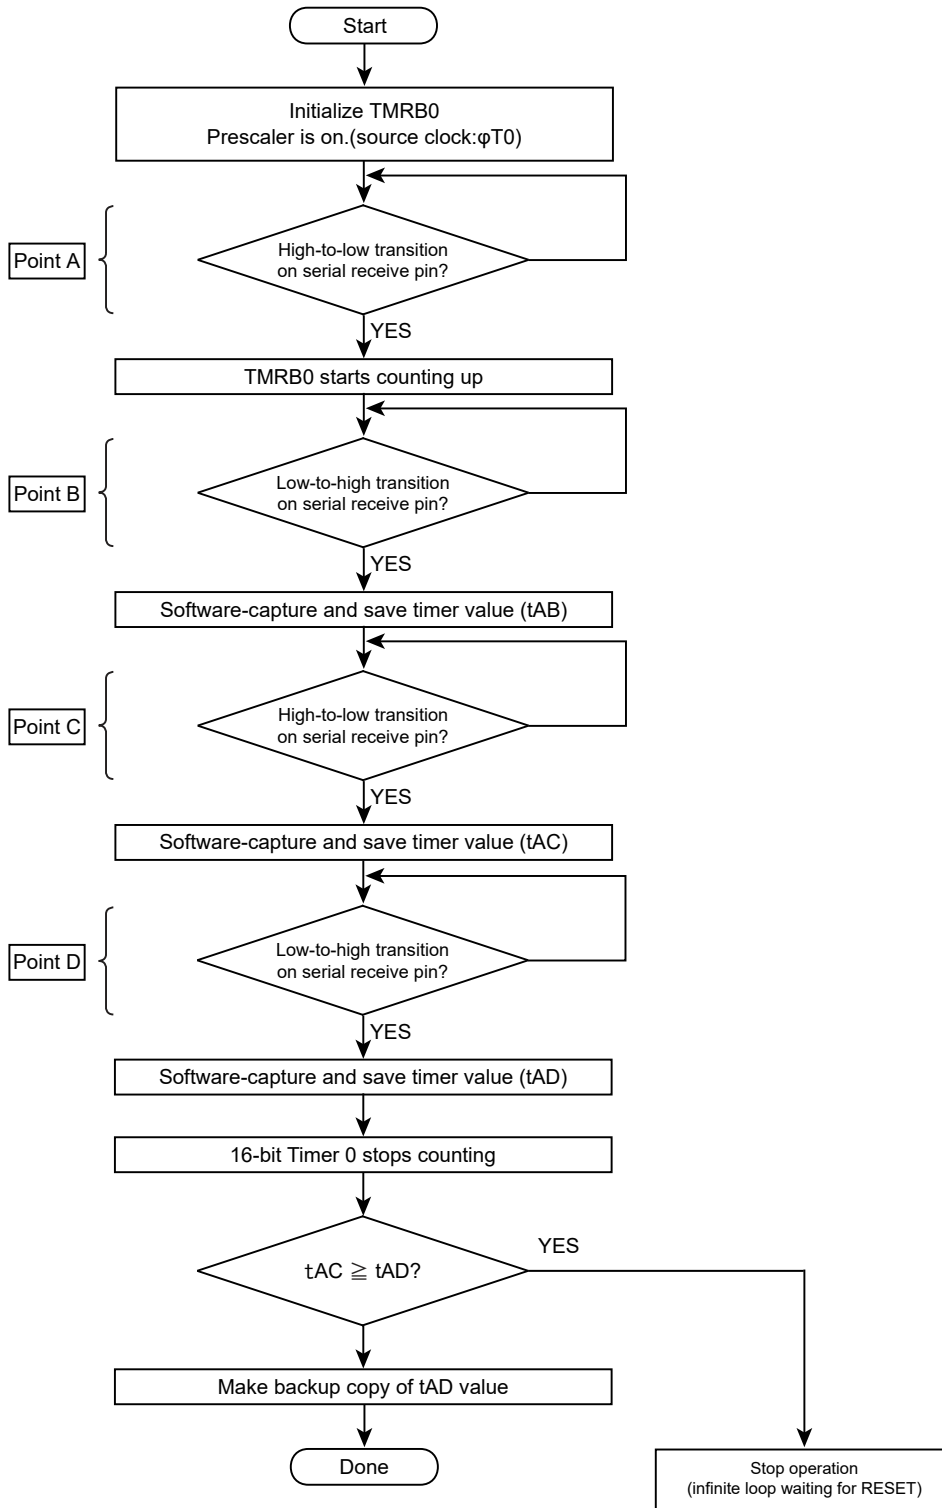 Start
Initialize TMRB0
Prescaler is on.(source clock:φT0)
Point A
High-to-low transition
on serial receive pin?
YES
TMRB0 starts counting up
Point B
Low-to-high transition
on serial receive pin?
YES
Software-capture and save timer value (tAB)
Point C
High-to-low transition
on serial receive pin?
YES
Software-capture and save timer value (tAC)
Point D
Low-to-high transition
on serial receive pin?
YES
Software-capture and save timer value (tAD)
16-bit Timer 0 stops counting
tAC ≧ tAD?
YES
Make backup copy of tAD value
Done
Stop operation
(infinite loop waiting for RESET)